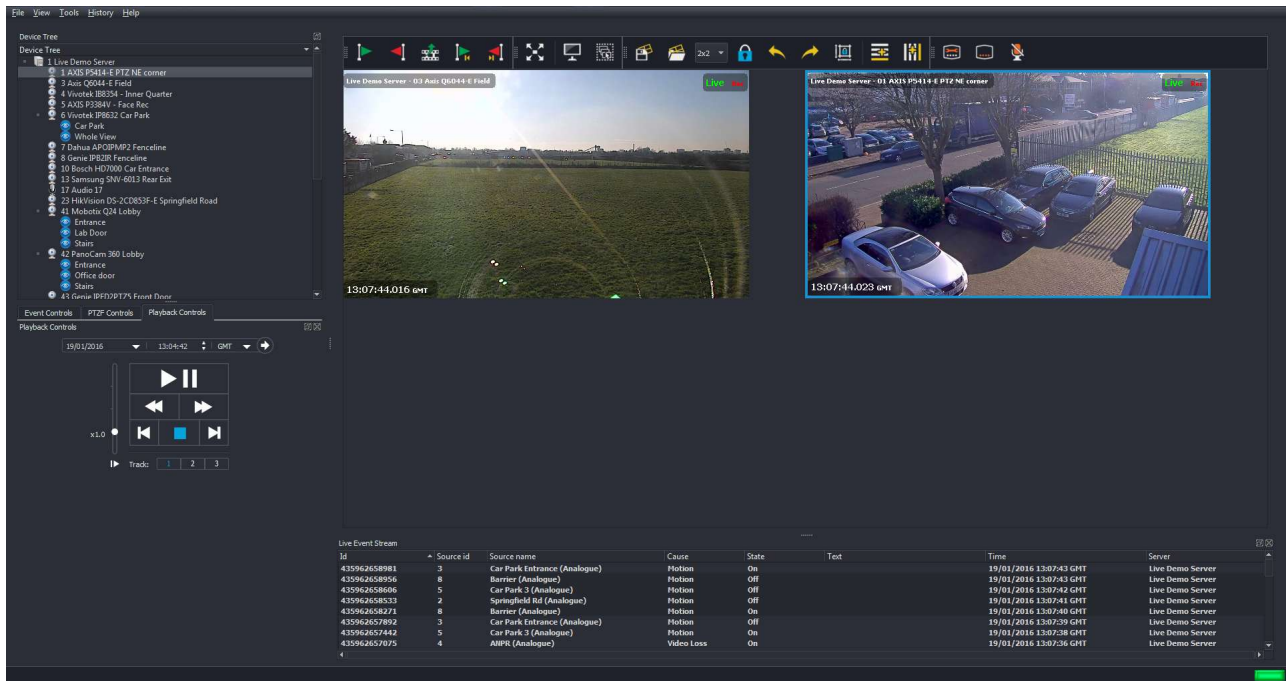 File View Tools History Help
Device Tree
Device Tree
1 Live Demo Server
1 AXIS P5414-E PTZ NE corner
3 Axis Q6044-E Field
4 Vivotek IB8354 - Inner Quarter
5 AXIS P3384V - Face Rec
6 Vivotek IP8632 Car Park
Car Park
Whole View
7 Dahua APOIPMP2 Fenceline
8 Genie IPB2IR Fenceline
10 Bosch HD7000 Car Entrance
13 Samsung SNV-6013 Rear Exit
17 Audio 17
23 HikVision DS-2CD853F-E Springfield Road
41 Mobotix Q24 Lobby
Entrance
Lab Door
Stairs
42 PanoCam 360 Lobby
Entrance
Office door
Stairs
43 Genie IPFD2PTZS Front Door
Event Controls PTZF Controls Playback Controls
Playback Controls
19/01/2016 13:04:42 GMT
x1.0
Track: 1 2 3
2x2
Live Demo Server - 03 Axis Q6044-E Field Live Rec
13:07:44.016 GMT
Live Demo Server - 01 AXIS P5414-E PTZ NE corner Live Rec
13:07:44.023 GMT
Live Event Stream
Id Source id Source name Cause State Text Time Server
435962658981 3 Car Park Entrance (Analogue) Motion On 19/01/2016 13:07:43 GMT Live Demo Server
435962658956 8 Barrier (Analogue) Motion Off 19/01/2016 13:07:43 GMT Live Demo Server
435962658606 5 Car Park 3 (Analogue) Motion Off 19/01/2016 13:07:42 GMT Live Demo Server
435962658533 2 Springfield Rd (Analogue) Motion Off 19/01/2016 13:07:41 GMT Live Demo Server
435962658271 8 Barrier (Analogue) Motion On 19/01/2016 13:07:40 GMT Live Demo Server
435962657892 3 Car Park Entrance (Analogue) Motion Off 19/01/2016 13:07:39 GMT Live Demo Server
435962657442 5 Car Park 3 (Analogue) Motion On 19/01/2016 13:07:38 GMT Live Demo Server
435962657075 4 ANPR (Analogue) Video Loss On 19/01/2016 13:07:36 GMT Live Demo Server